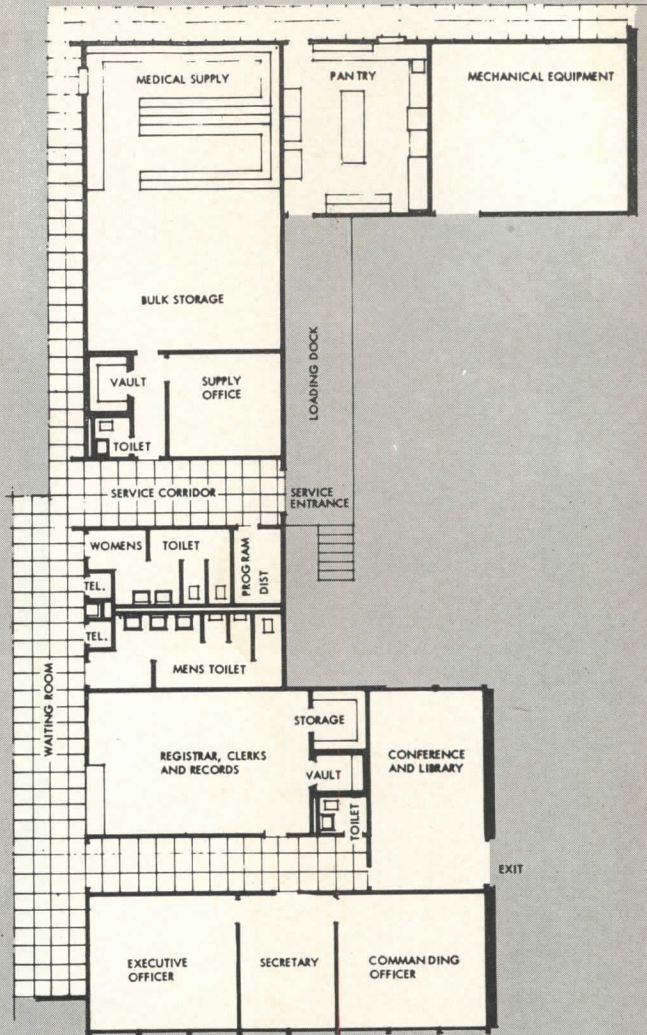 MEDICAL SUPPLY
PANTRY
MECHANICAL EQUIPMENT
BULK STORAGE
LOADING DOCK
VAULT
SUPPLY
OFFICE
TOILET
SERVICE CORRIDOR
SERVICE
ENTRANCE
WOMENS
TOILET
PROGRAM
DIST
TEL.
TEL.
MENS TOILET
WAITING ROOM
STORAGE
REGISTRAR, CLERKS
AND RECORDS
CONFERENCE
AND LIBRARY
VAULT
TOILET
EXIT
EXECUTIVE
OFFICER
SECRETARY
COMMANDING
OFFICER